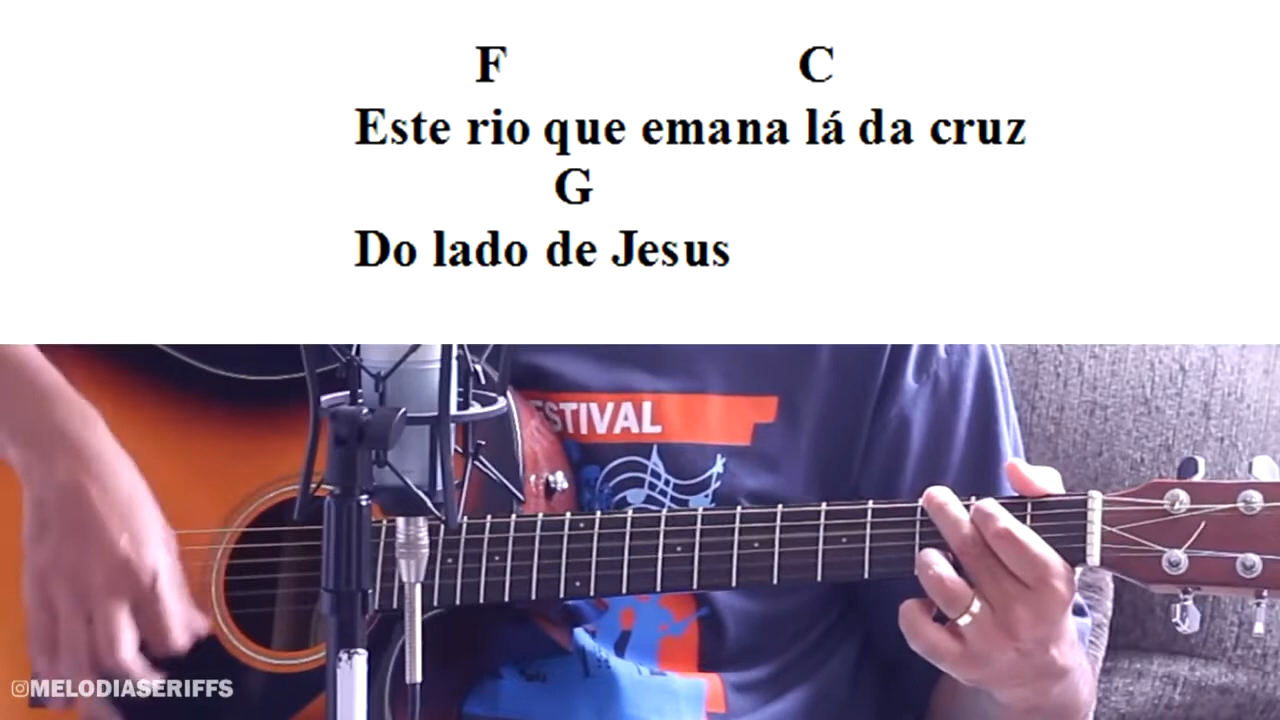 F C
Este rio que emana lá da cruz
G
Do lado de Jesus
ESTIVAL
MELODIASERIFFS